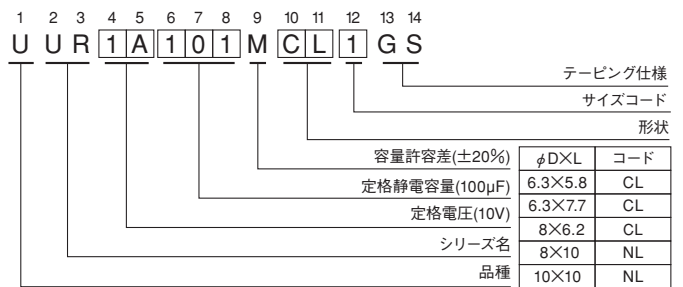 1 2 3 4 5 6 7 8 9 10 11 12 13 14
U U R 1 A 1 0 1 M C L 1 G S
テーピング仕様
サイズコード
形状
容量許容差(±20%)
定格静電容量(100µF)
定格電圧(10V)
シリーズ名
品種
φD×L コード
6.3×5.8 CL
6.3×7.7 CL
8×6.2 CL
8×10 NL
10×10 NL